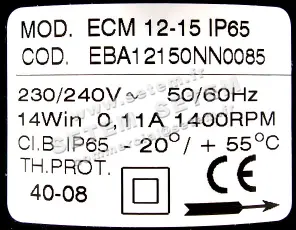 MOD. ECM 12-15 IP65
COD. EBA12150NN0085
230/240V ~ 50/60Hz
14Win 0,11A 1400RPM
Cl.B IP65 -20°/ + 55°C
TH.PROT.
40-08
CE